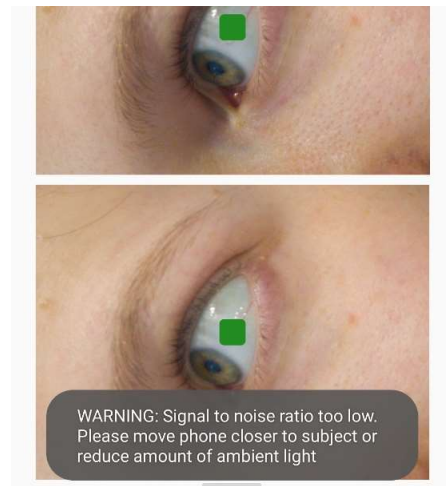 WARNING: Signal to noise ratio too low.
Please move phone closer to subject or
reduce amount of ambient light